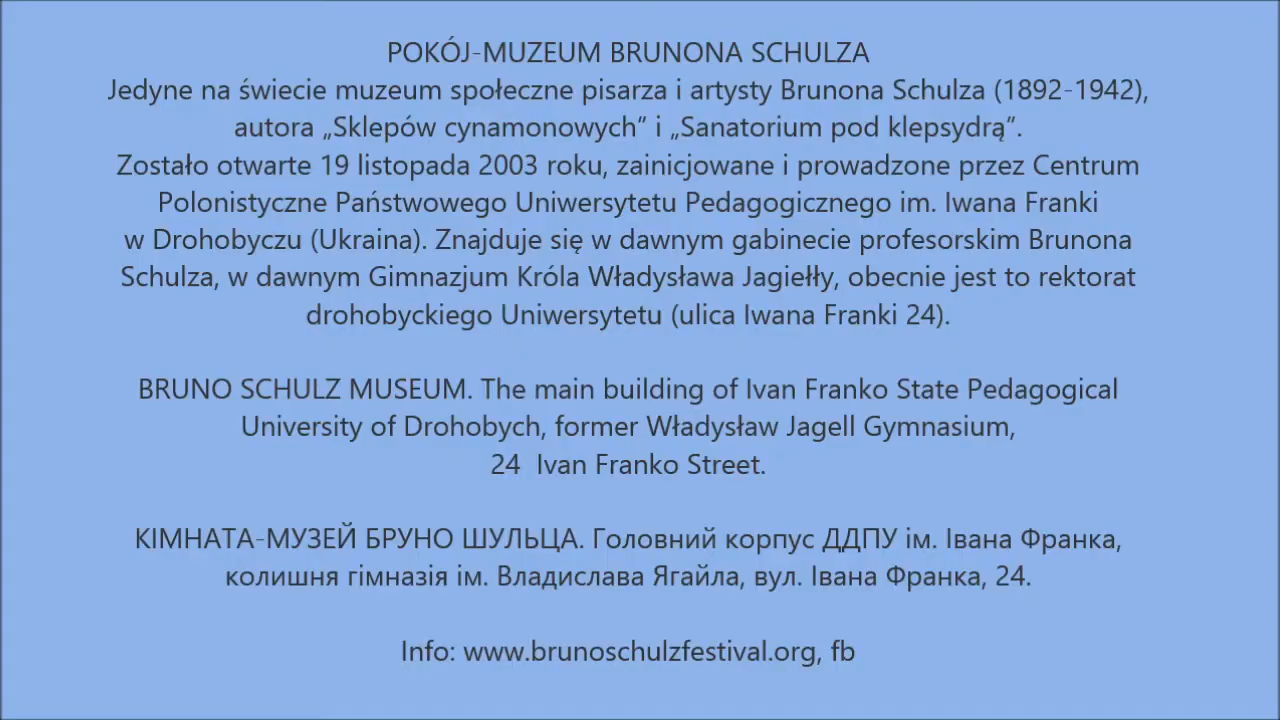 POKÓJ-MUZEUM BRUNONA SCHULZA
Jedyne na świecie muzeum społeczne pisarza i artysty Brunona Schulza (1892-1942),
autora „Sklepów cynamonowych” i „Sanatorium pod klepsydrą”.
Zostało otwarte 19 listopada 2003 roku, zainicjowane i prowadzone przez Centrum
Polonistyczne Państwowego Uniwersytetu Pedagogicznego im. Iwana Franki
w Drohobyczu (Ukraina). Znajduje się w dawnym gabinecie profesorskim Brunona
Schulza, w dawnym Gimnazjum Króla Władysława Jagiełły, obecnie jest to rektorat
drohobyckiego Uniwersytetu (ulica Iwana Franki 24).
BRUNO SCHULZ MUSEUM. The main building of Ivan Franko State Pedagogical
University of Drohobych, former Władysław Jagell Gymnasium,
24  Ivan Franko Street.
КІМНАТА-МУЗЕЙ БРУНО ШУЛЬЦА. Головний корпус ДДПУ ім. Івана Франка,
колишня гімназія ім. Владислава Ягайла, вул. Івана Франка, 24.
Info: www.brunoschulzfestival.org, fb